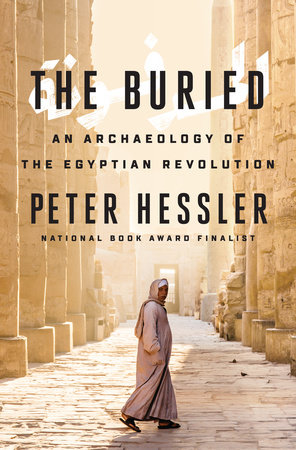 THE BURIED
AN ARCHAEOLOGY OF
THE EGYPTIAN REVOLUTION
PETER HESSLER
NATIONAL BOOK AWARD FINALIST